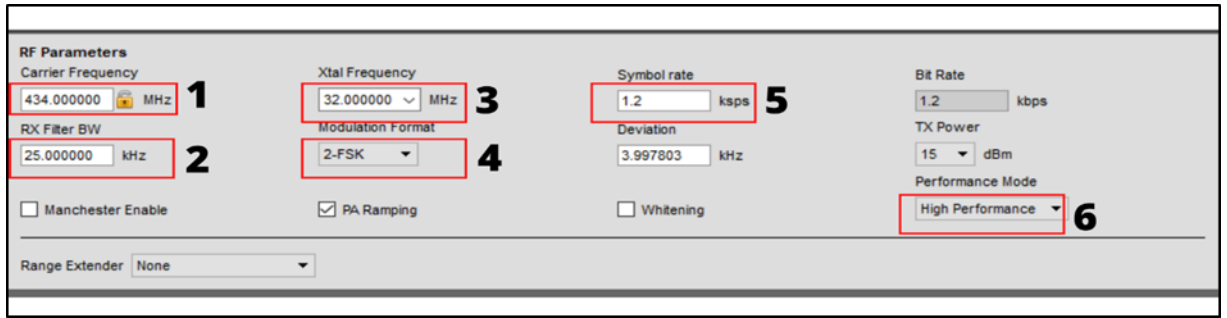 RF Parameters
Carrier Frequency Xtal Frequency Symbol rate Bit Rate
434.000000 MHz 1 32.000000 MHz 3 1.2 ksps 5 1.2 kbps
RX Filter BW Modulation Format Deviation TX Power
25.000000 kHz 2 2-FSK 4 3.997803 kHz 15 dBm
Performance Mode
Manchester Enable PA Ramping Whitening High Performance 6
Range Extender None